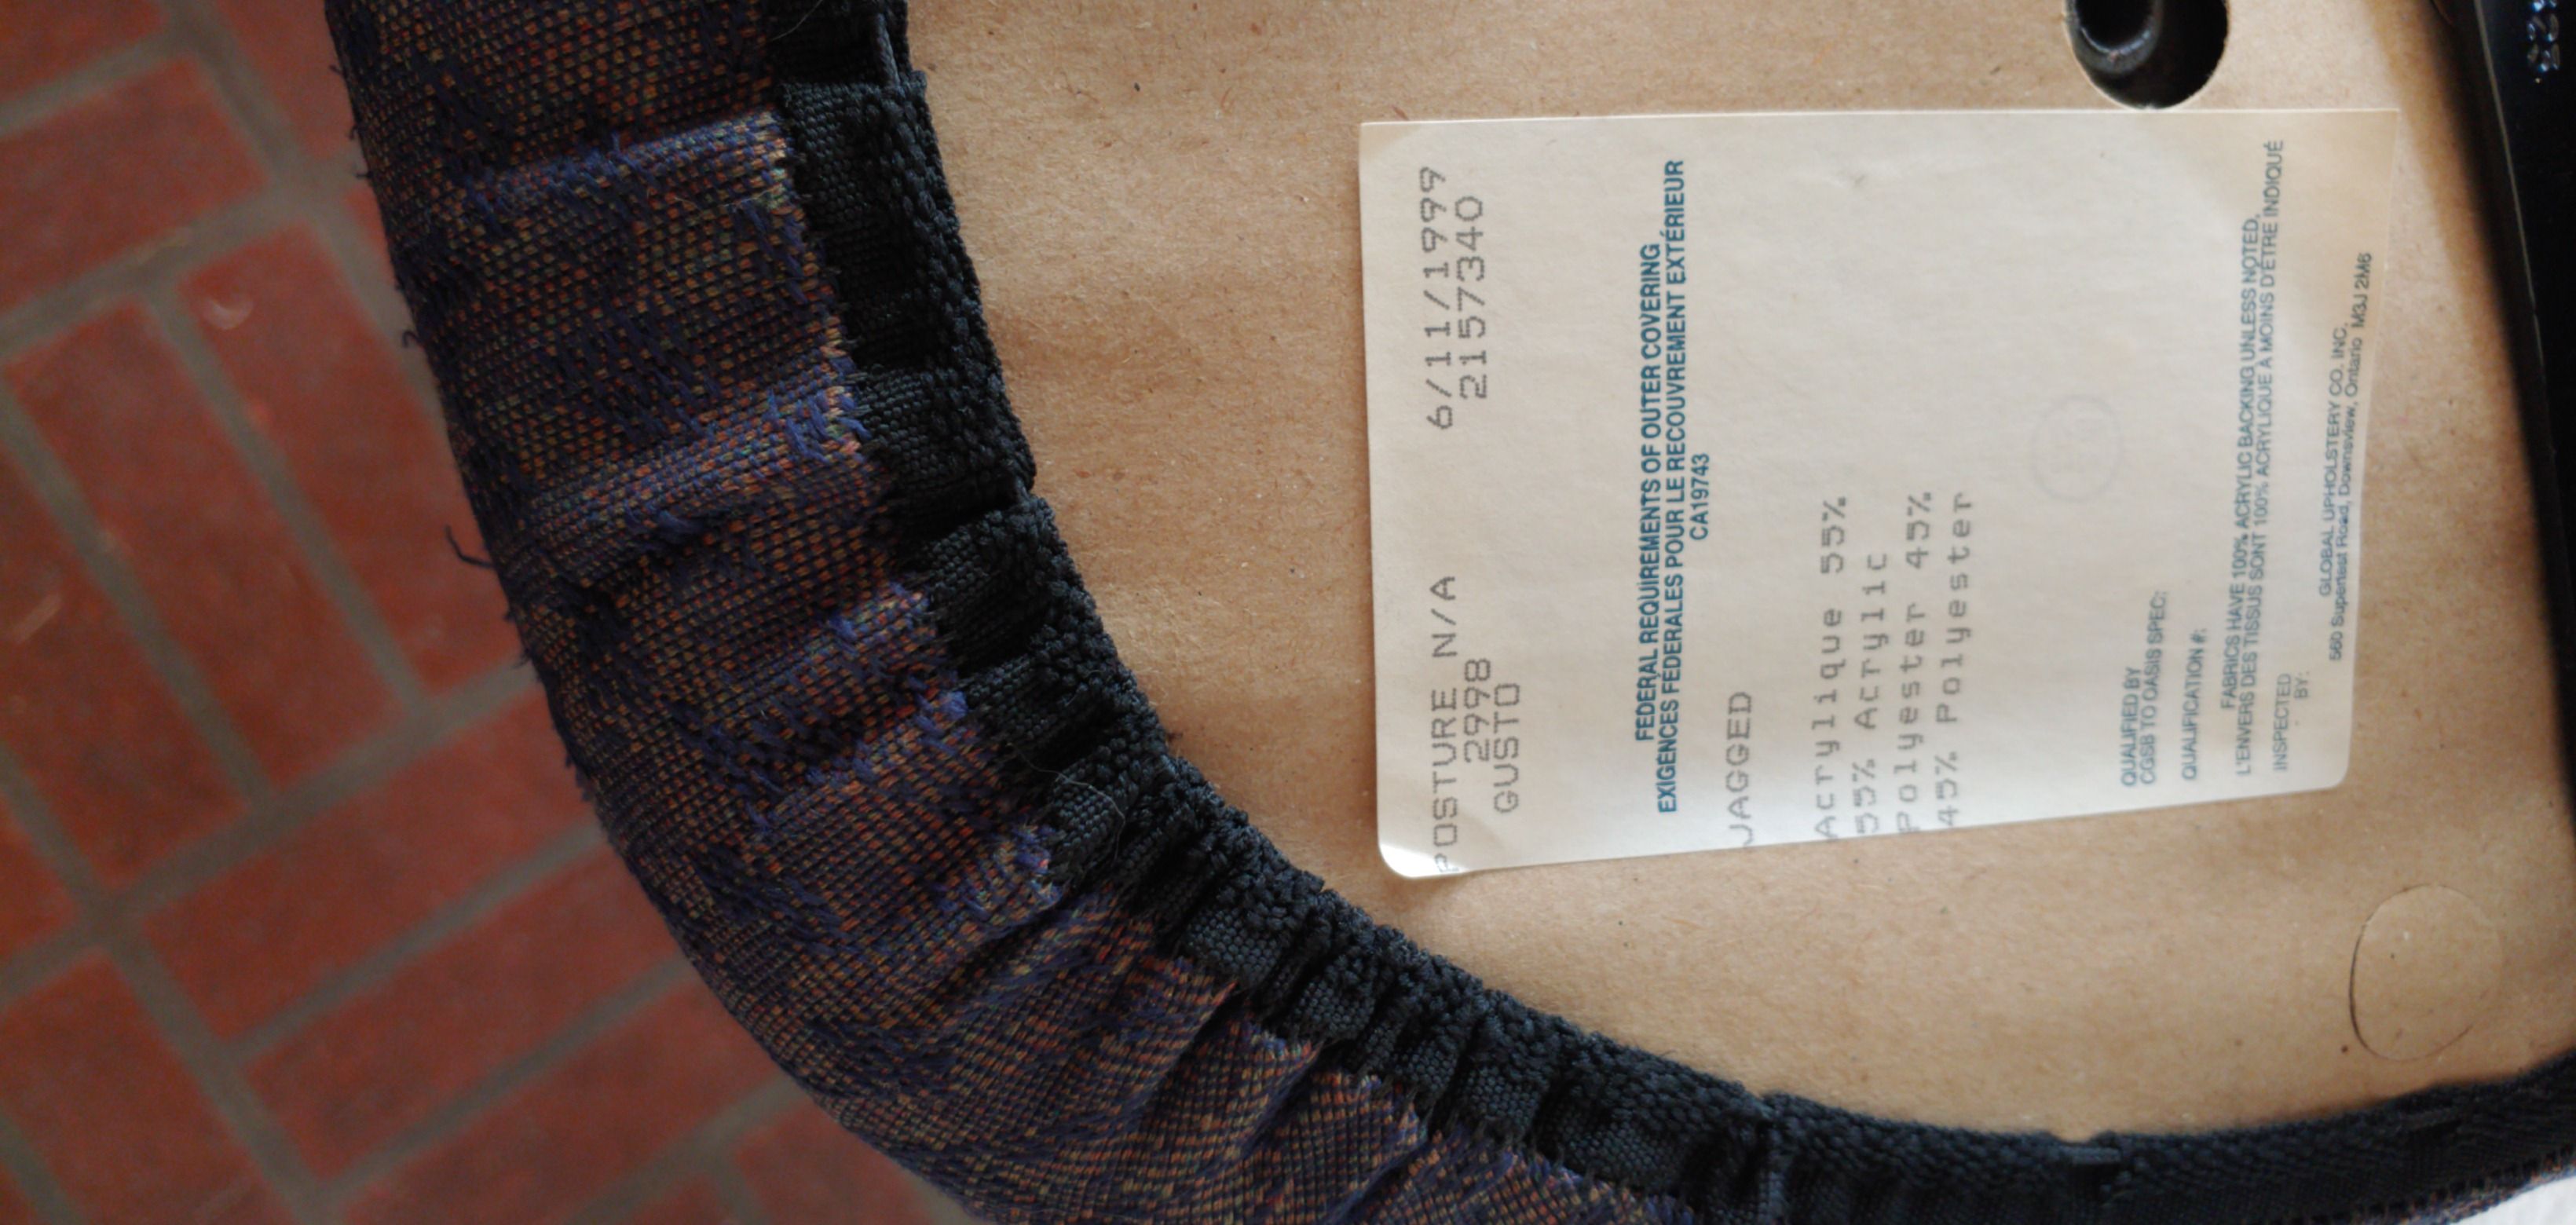 POSTURE N/A 6/11/1999
2998 2157340
GUSTO
FEDERAL REQUIREMENTS OF OUTER COVERING
EXIGENCES FEDERALES POUR LE RECOUVREMENT EXTÉRIEUR
CA19743
JAGGED
Acrylique 55%
55% Acrylic
Polyester 45%
45% Polyester
QUALIFIED BY
CGSB TO OASIS SPEC:
QUALIFICATION #:
FABRICS HAVE 100% ACRYLIC BACKING UNLESS NOTED.
L'ENVERS DES TISSUS SONT 100% ACRYLIQUE A MOINS D'ÉTRE INDIQUÉ
INSPECTED
BY:
GLOBAL UPHOLSTERY CO. INC.
560 Supertest Road, Downsview, Ontario M3J 2M6